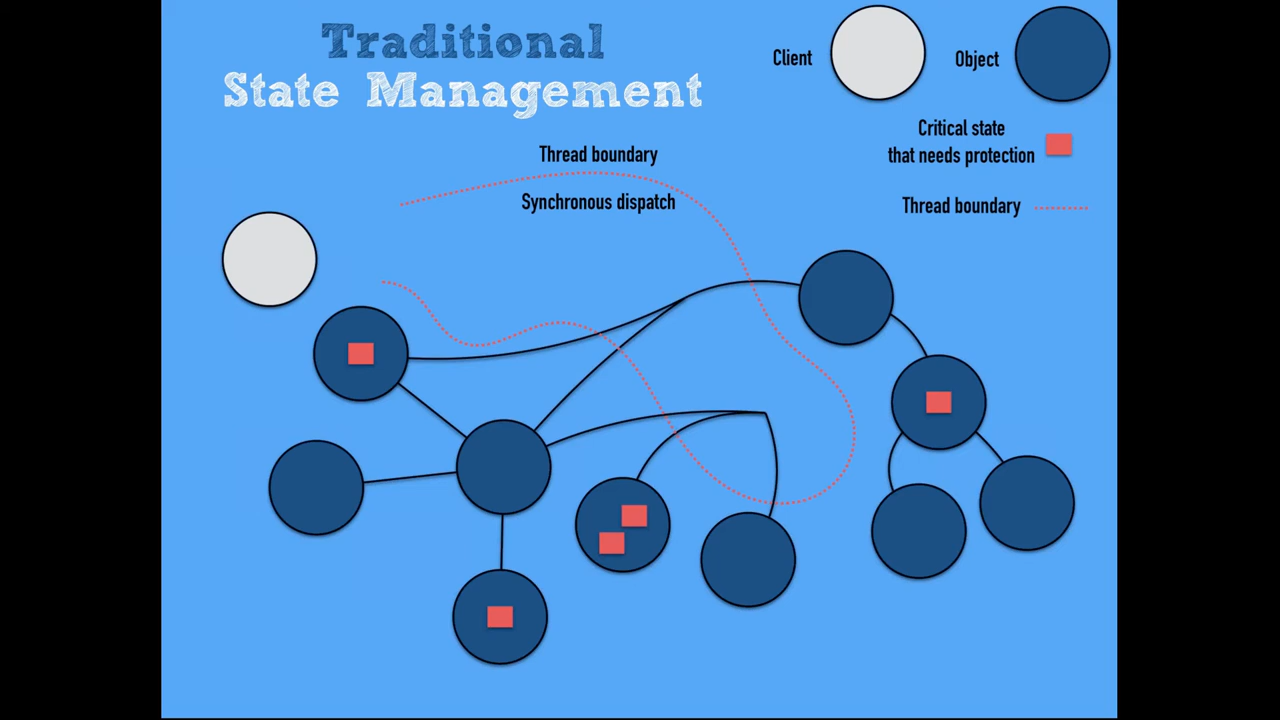 Traditional
State Management
Client
Object
Critical state
that needs protection
Thread boundary
Thread boundary
Synchronous dispatch